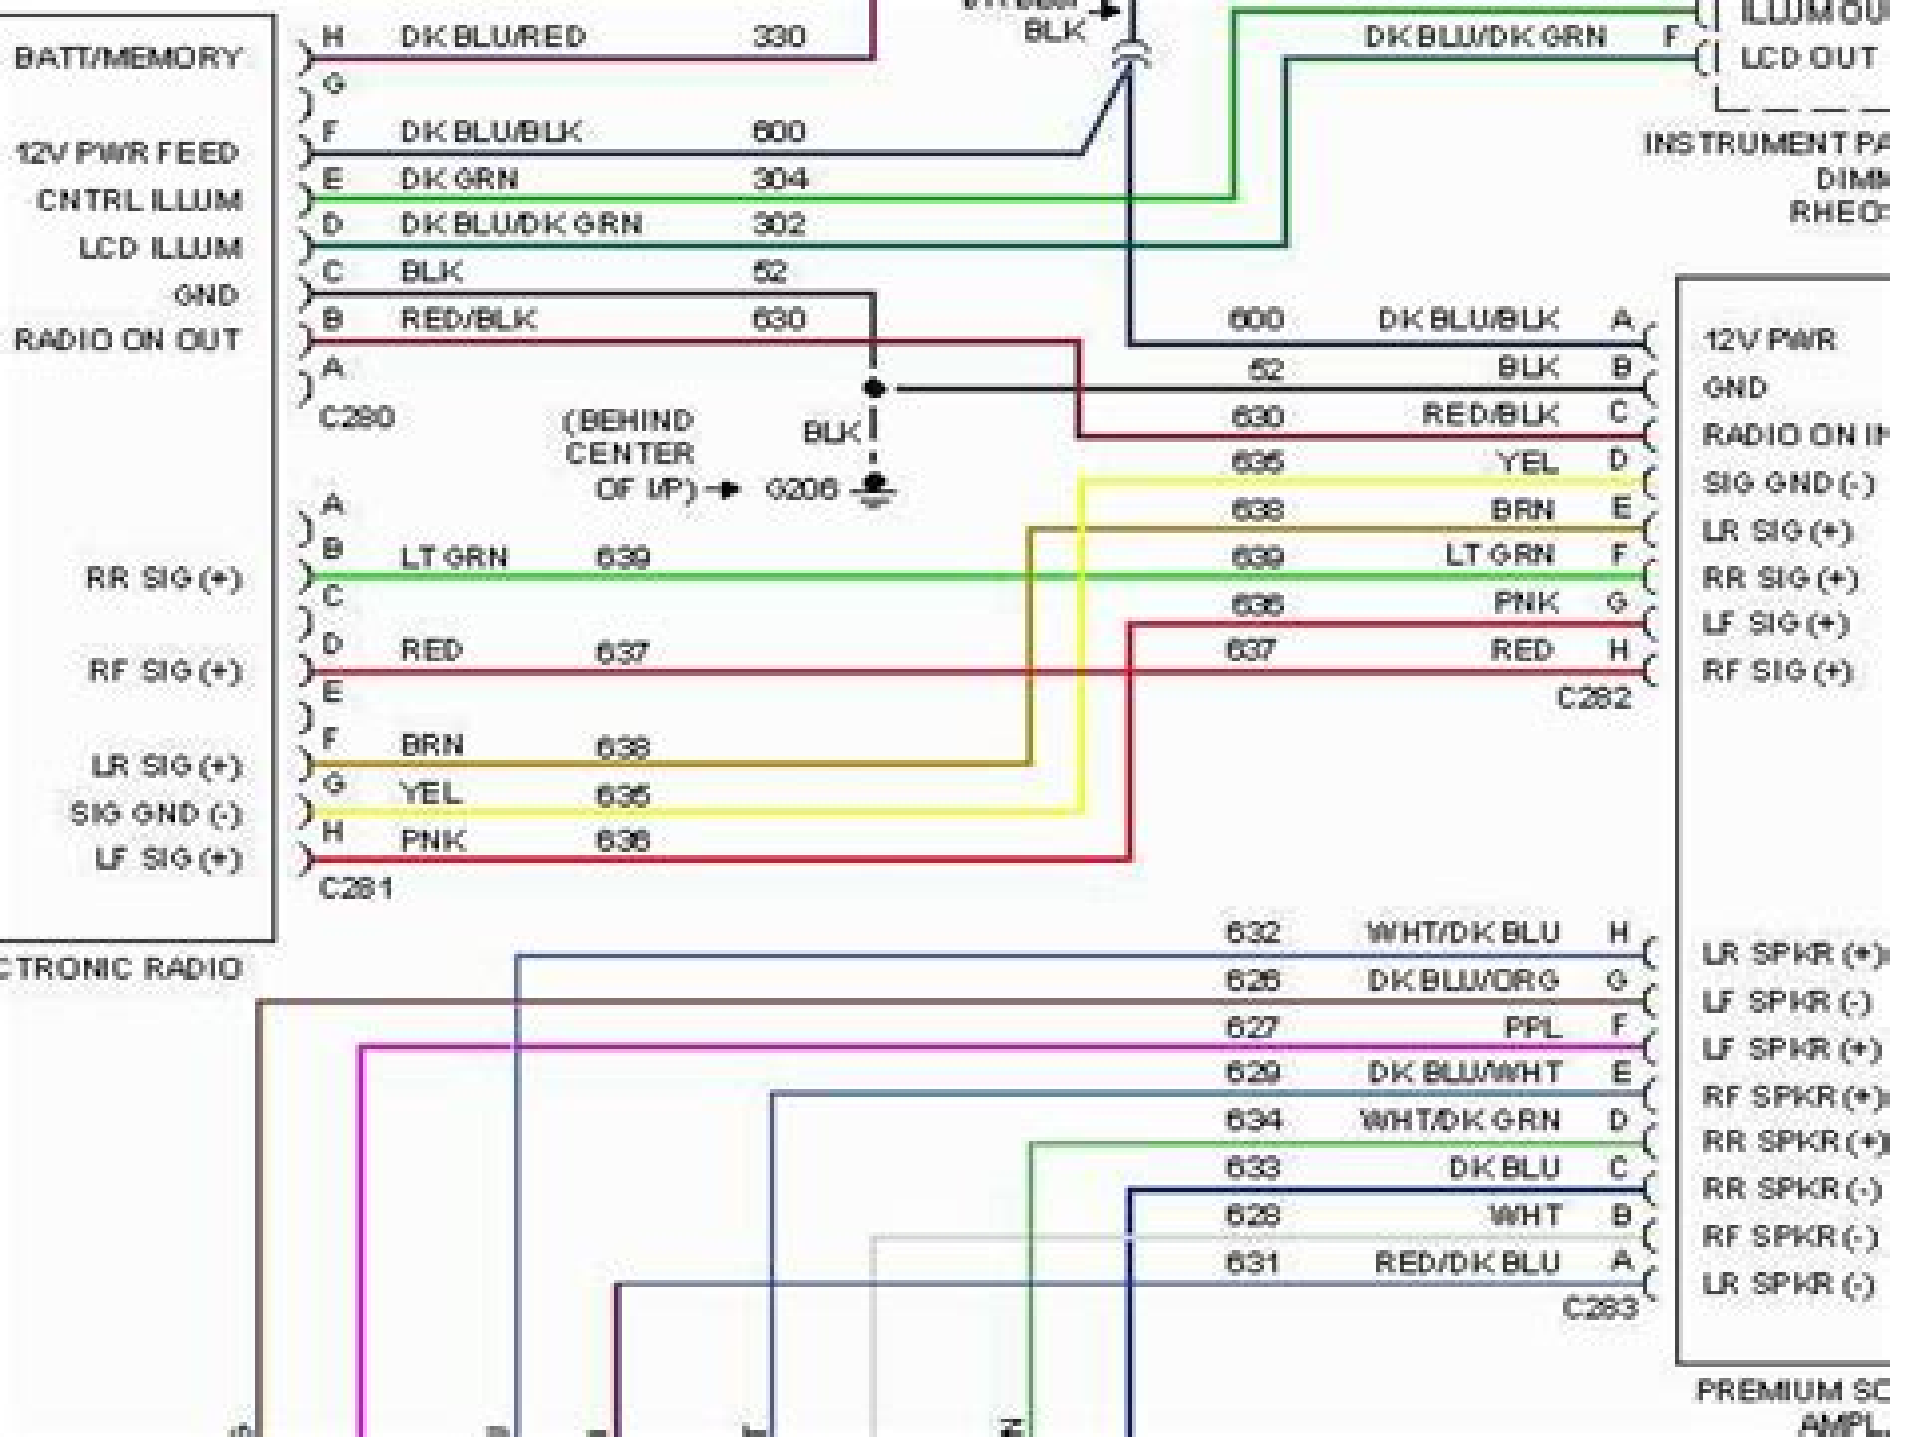 BLK
ILLUM OU
H DK BLU/RED 330
BATT/MEMORY
G
DK BLU/DK GRN F
LCD OUT
F DK BLU/BLK 600
12V PWR FEED
INSTRUMENT PA
DIMM
RHEOS
E DK GRN 304
CNTRL ILLUM
D DK BLU/DK GRN 302
LCD ILLUM
C BLK 52
GND
B RED/BLK 630
RADIO ON OUT
A
C280
(BEHIND
CENTER
OF I/P)
BLK
G206
600 DK BLU/BLK A
12V PWR
52 BLK B
GND
630 RED/BLK C
RADIO ON IN
635 YEL D
SIG GND (-)
638 BRN E
LR SIG (+)
639 LT GRN F
RR SIG (+)
636 PNK G
LF SIG (+)
637 RED H
RF SIG (+)
C282
A
B LT GRN 639
RR SIG (+)
C
D RED 637
RF SIG (+)
E
F BRN 638
LR SIG (+)
G YEL 635
SIG GND (-)
H PNK 636
LF SIG (+)
C281
CTRONIC RADIO
632 WHT/DK BLU H
LR SPKR (+)
626 DK BLU/ORG G
LF SPKR (-)
627 PPL F
LF SPKR (+)
629 DK BLU/WHT E
RF SPKR (+)
634 WHT/DK GRN D
RR SPKR (+)
633 DK BLU C
RR SPKR (-)
628 WHT B
RF SPKR (-)
631 RED/DK BLU A
LR SPKR (-)
C283
PREMIUM SO
AMPL